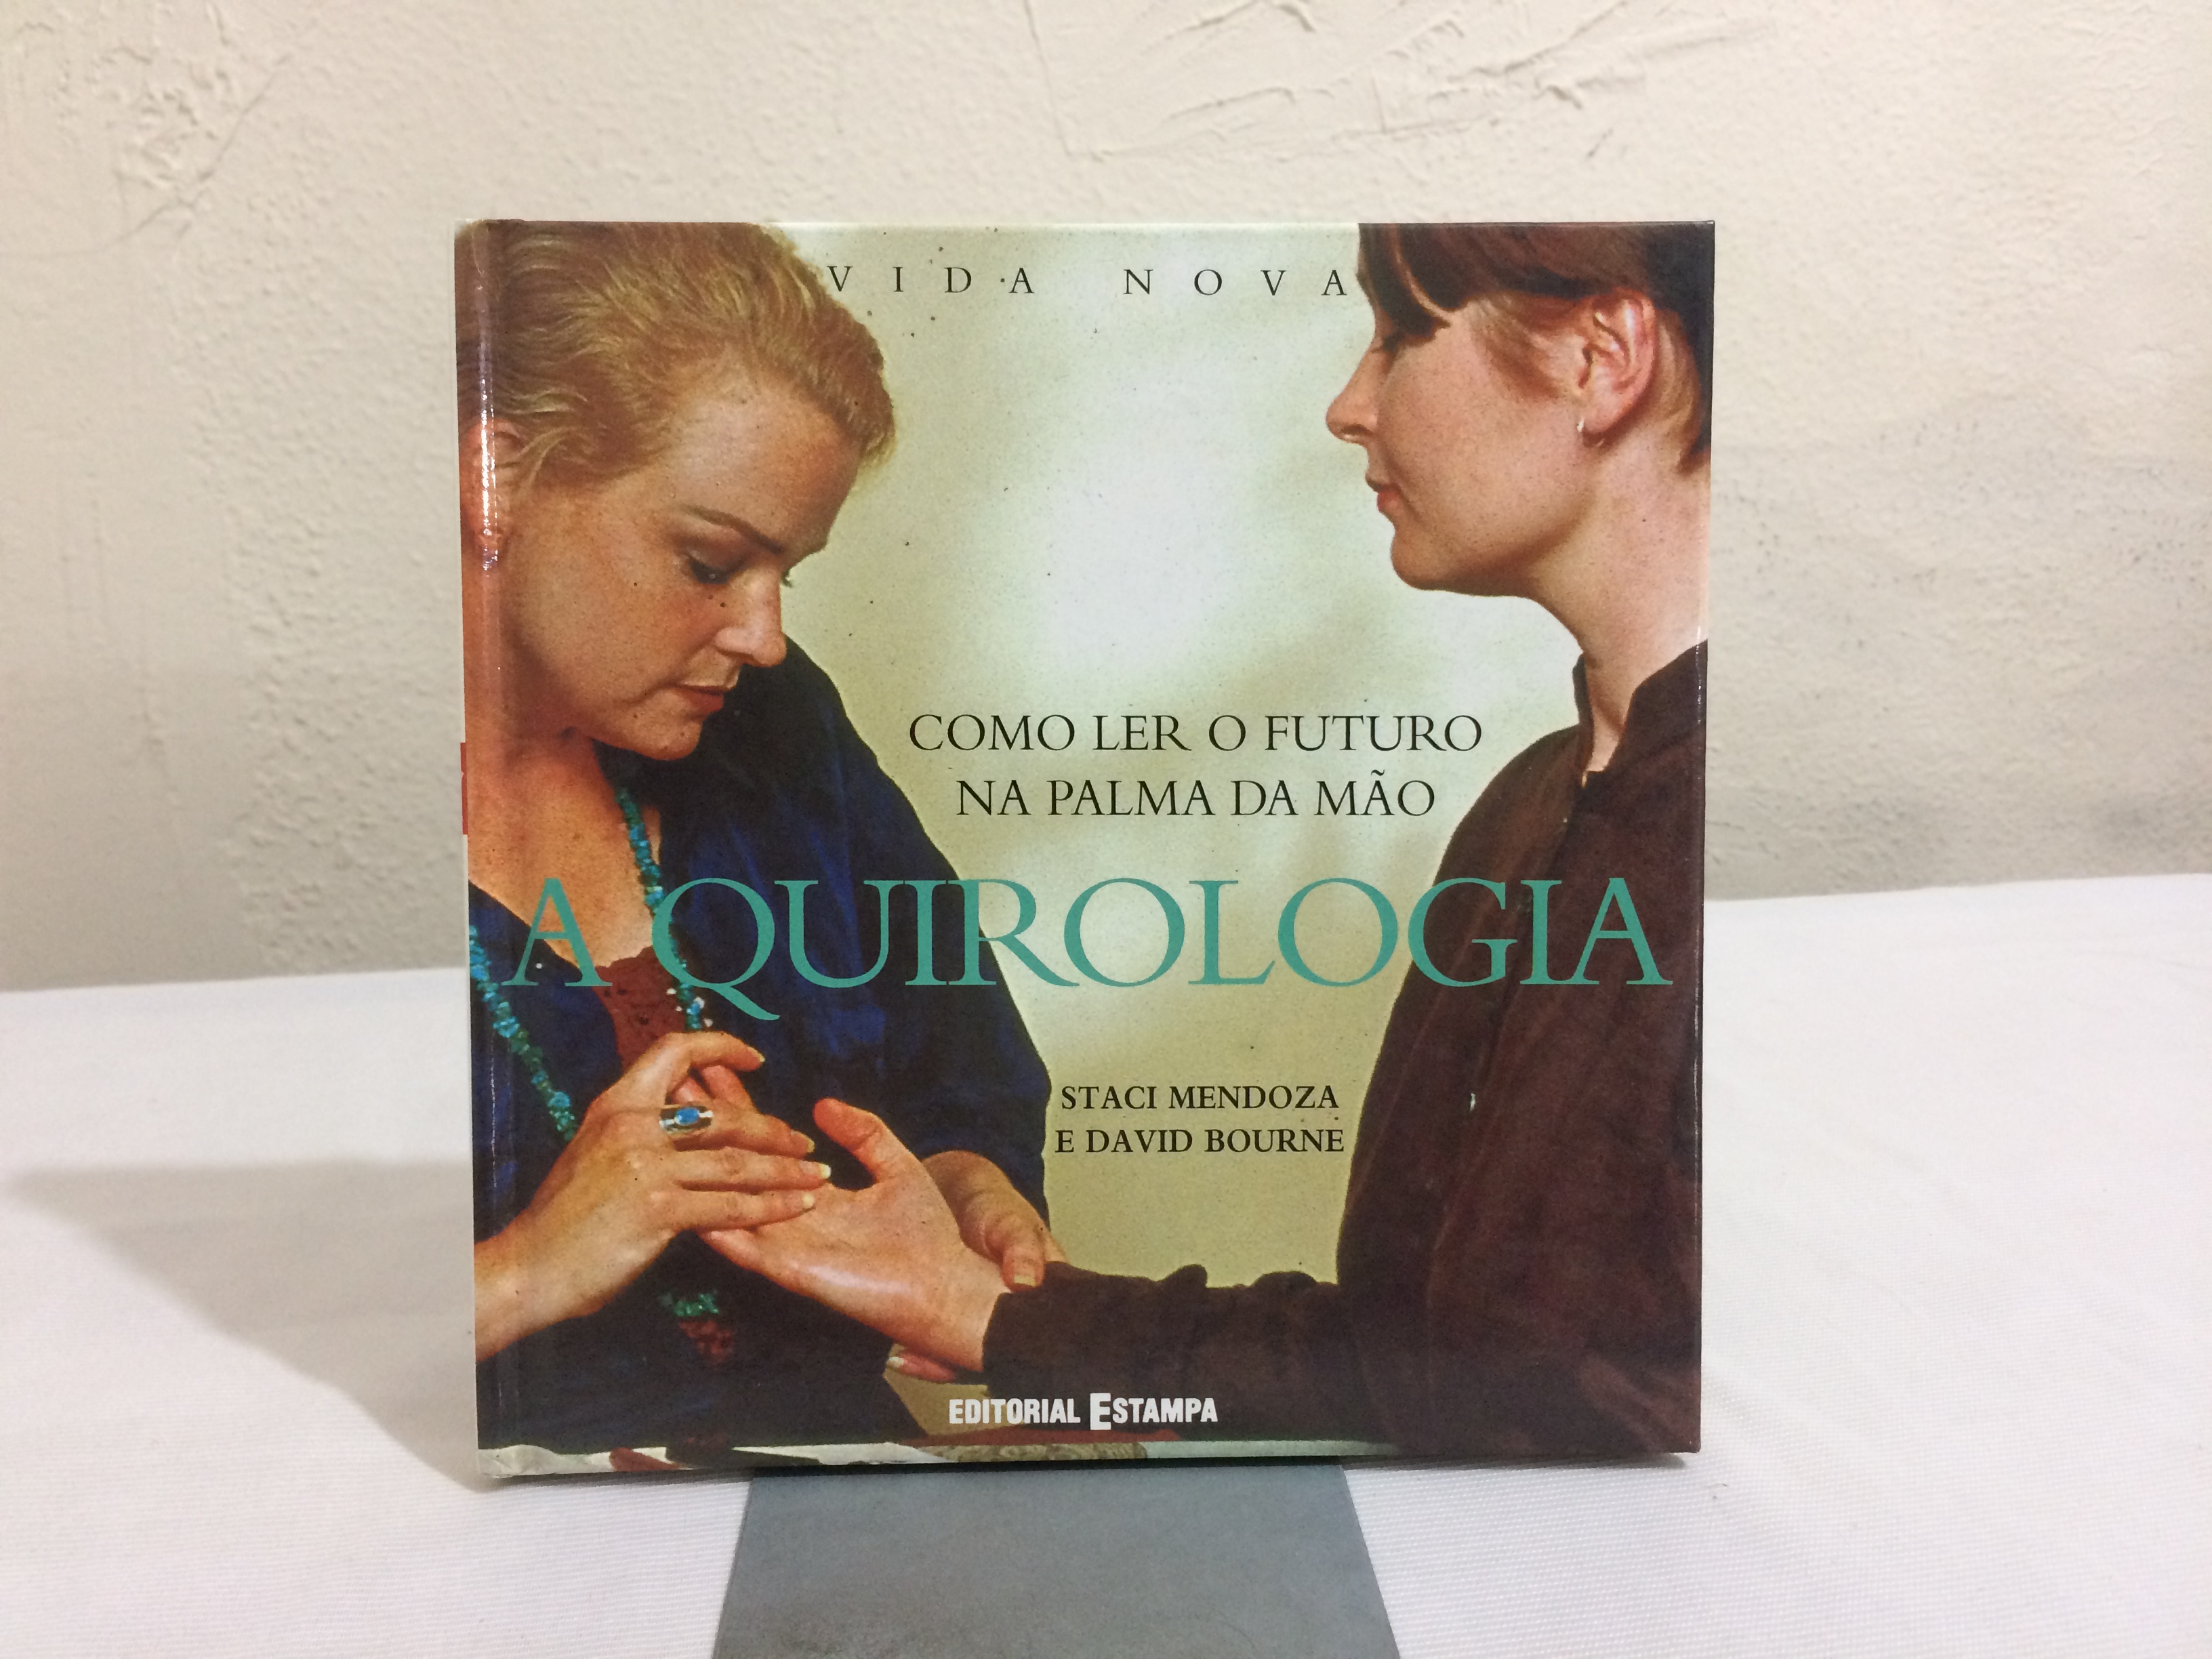 VIDA NOVA
COMO LER O FUTURO
NA PALMA DA MÃO
A QUIROLOGIA
STACI MENDOZA
E DAVID BOURNE
EDITORIAL ESTAMPA